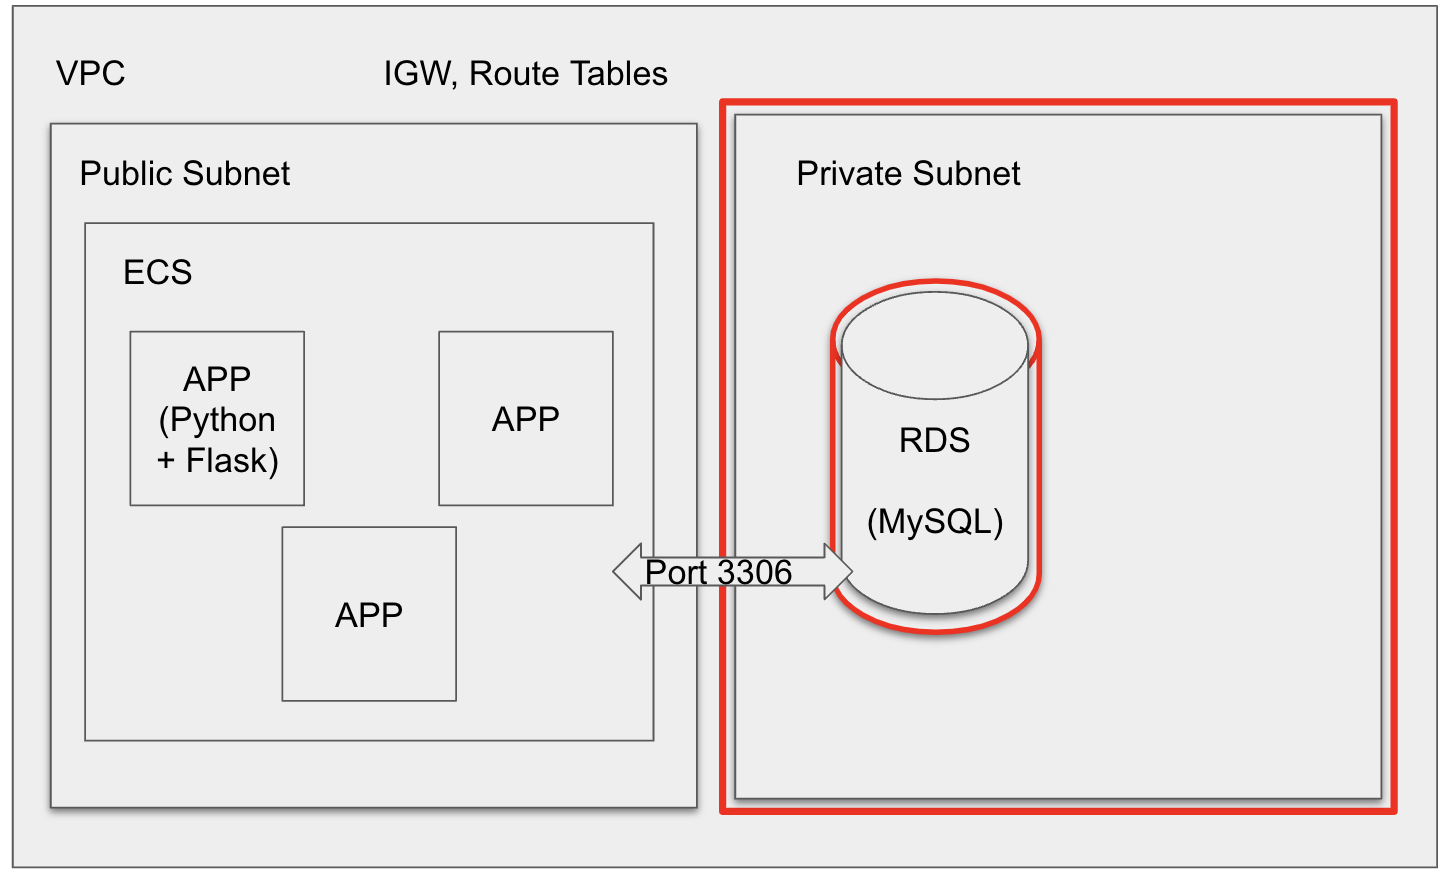 VPC
IGW, Route Tables
Public Subnet
Private Subnet
ECS
APP
(Python
+ Flask)
APP
APP
Port 3306
RDS
(MySQL)